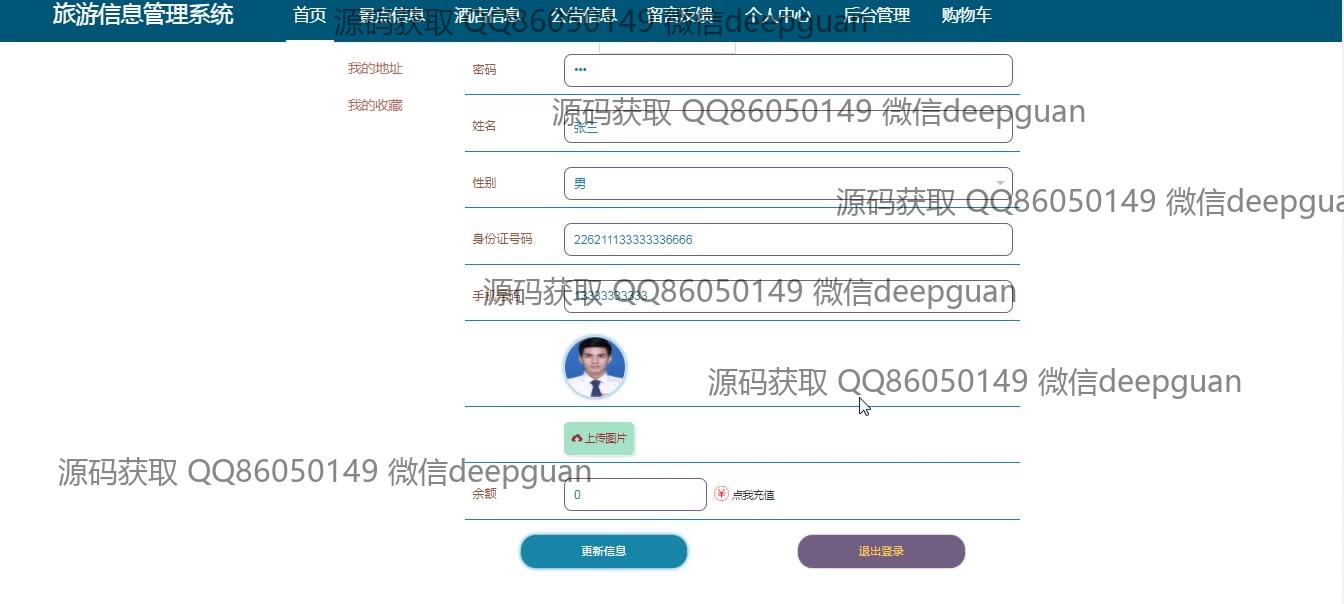 旅游信息管理系统 首页 景点信息 酒店信息 公告信息 留言反馈 个人中心 后台管理 购物车
源码获取 QQ86050149 微信deepguan
我的地址
密码 •••
我的收藏
源码获取 QQ86050149 微信deepguan
姓名 张三
性别 男
源码获取 QQ86050149 微信deepgua
身份证号码 226211133333336666
源码获取 QQ86050149 微信deepguan
手机号码 13333333333
源码获取 QQ86050149 微信deepguan
上传图片
源码获取 QQ86050149 微信deepguan
余额 0 ¥ 点我充值
更新信息 退出登录